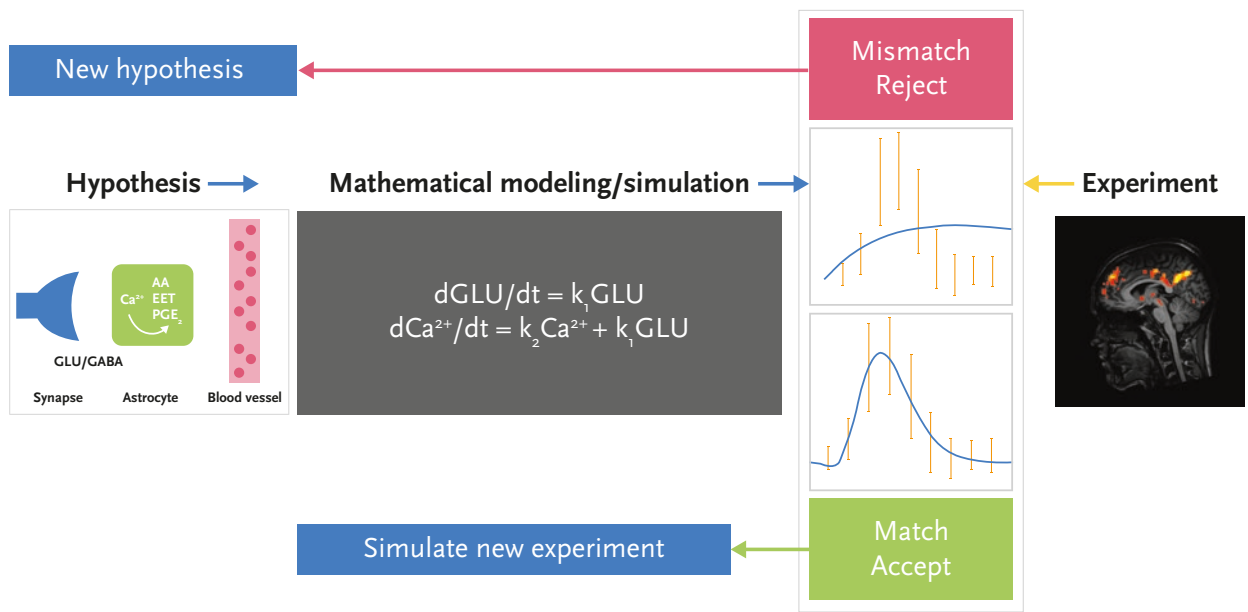 New hypothesis
Mismatch
Reject
Hypothesis
Mathematical modeling/simulation
Experiment
Ca²⁺
AA
EET
PGE₂
GLU/GABA
Synapse
Astrocyte
Blood vessel
dGLU/dt = k₁GLU
dCa²⁺/dt = k₂Ca²⁺ + k₁GLU
Simulate new experiment
Match
Accept